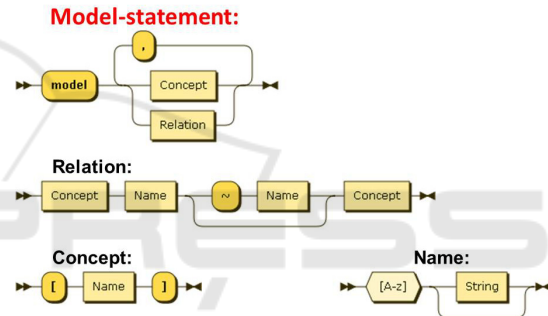 Model-statement:
,
model Concept
Relation
Relation:
Concept Name ~ Name Concept
Concept: Name:
[ Name ] [A-z] String